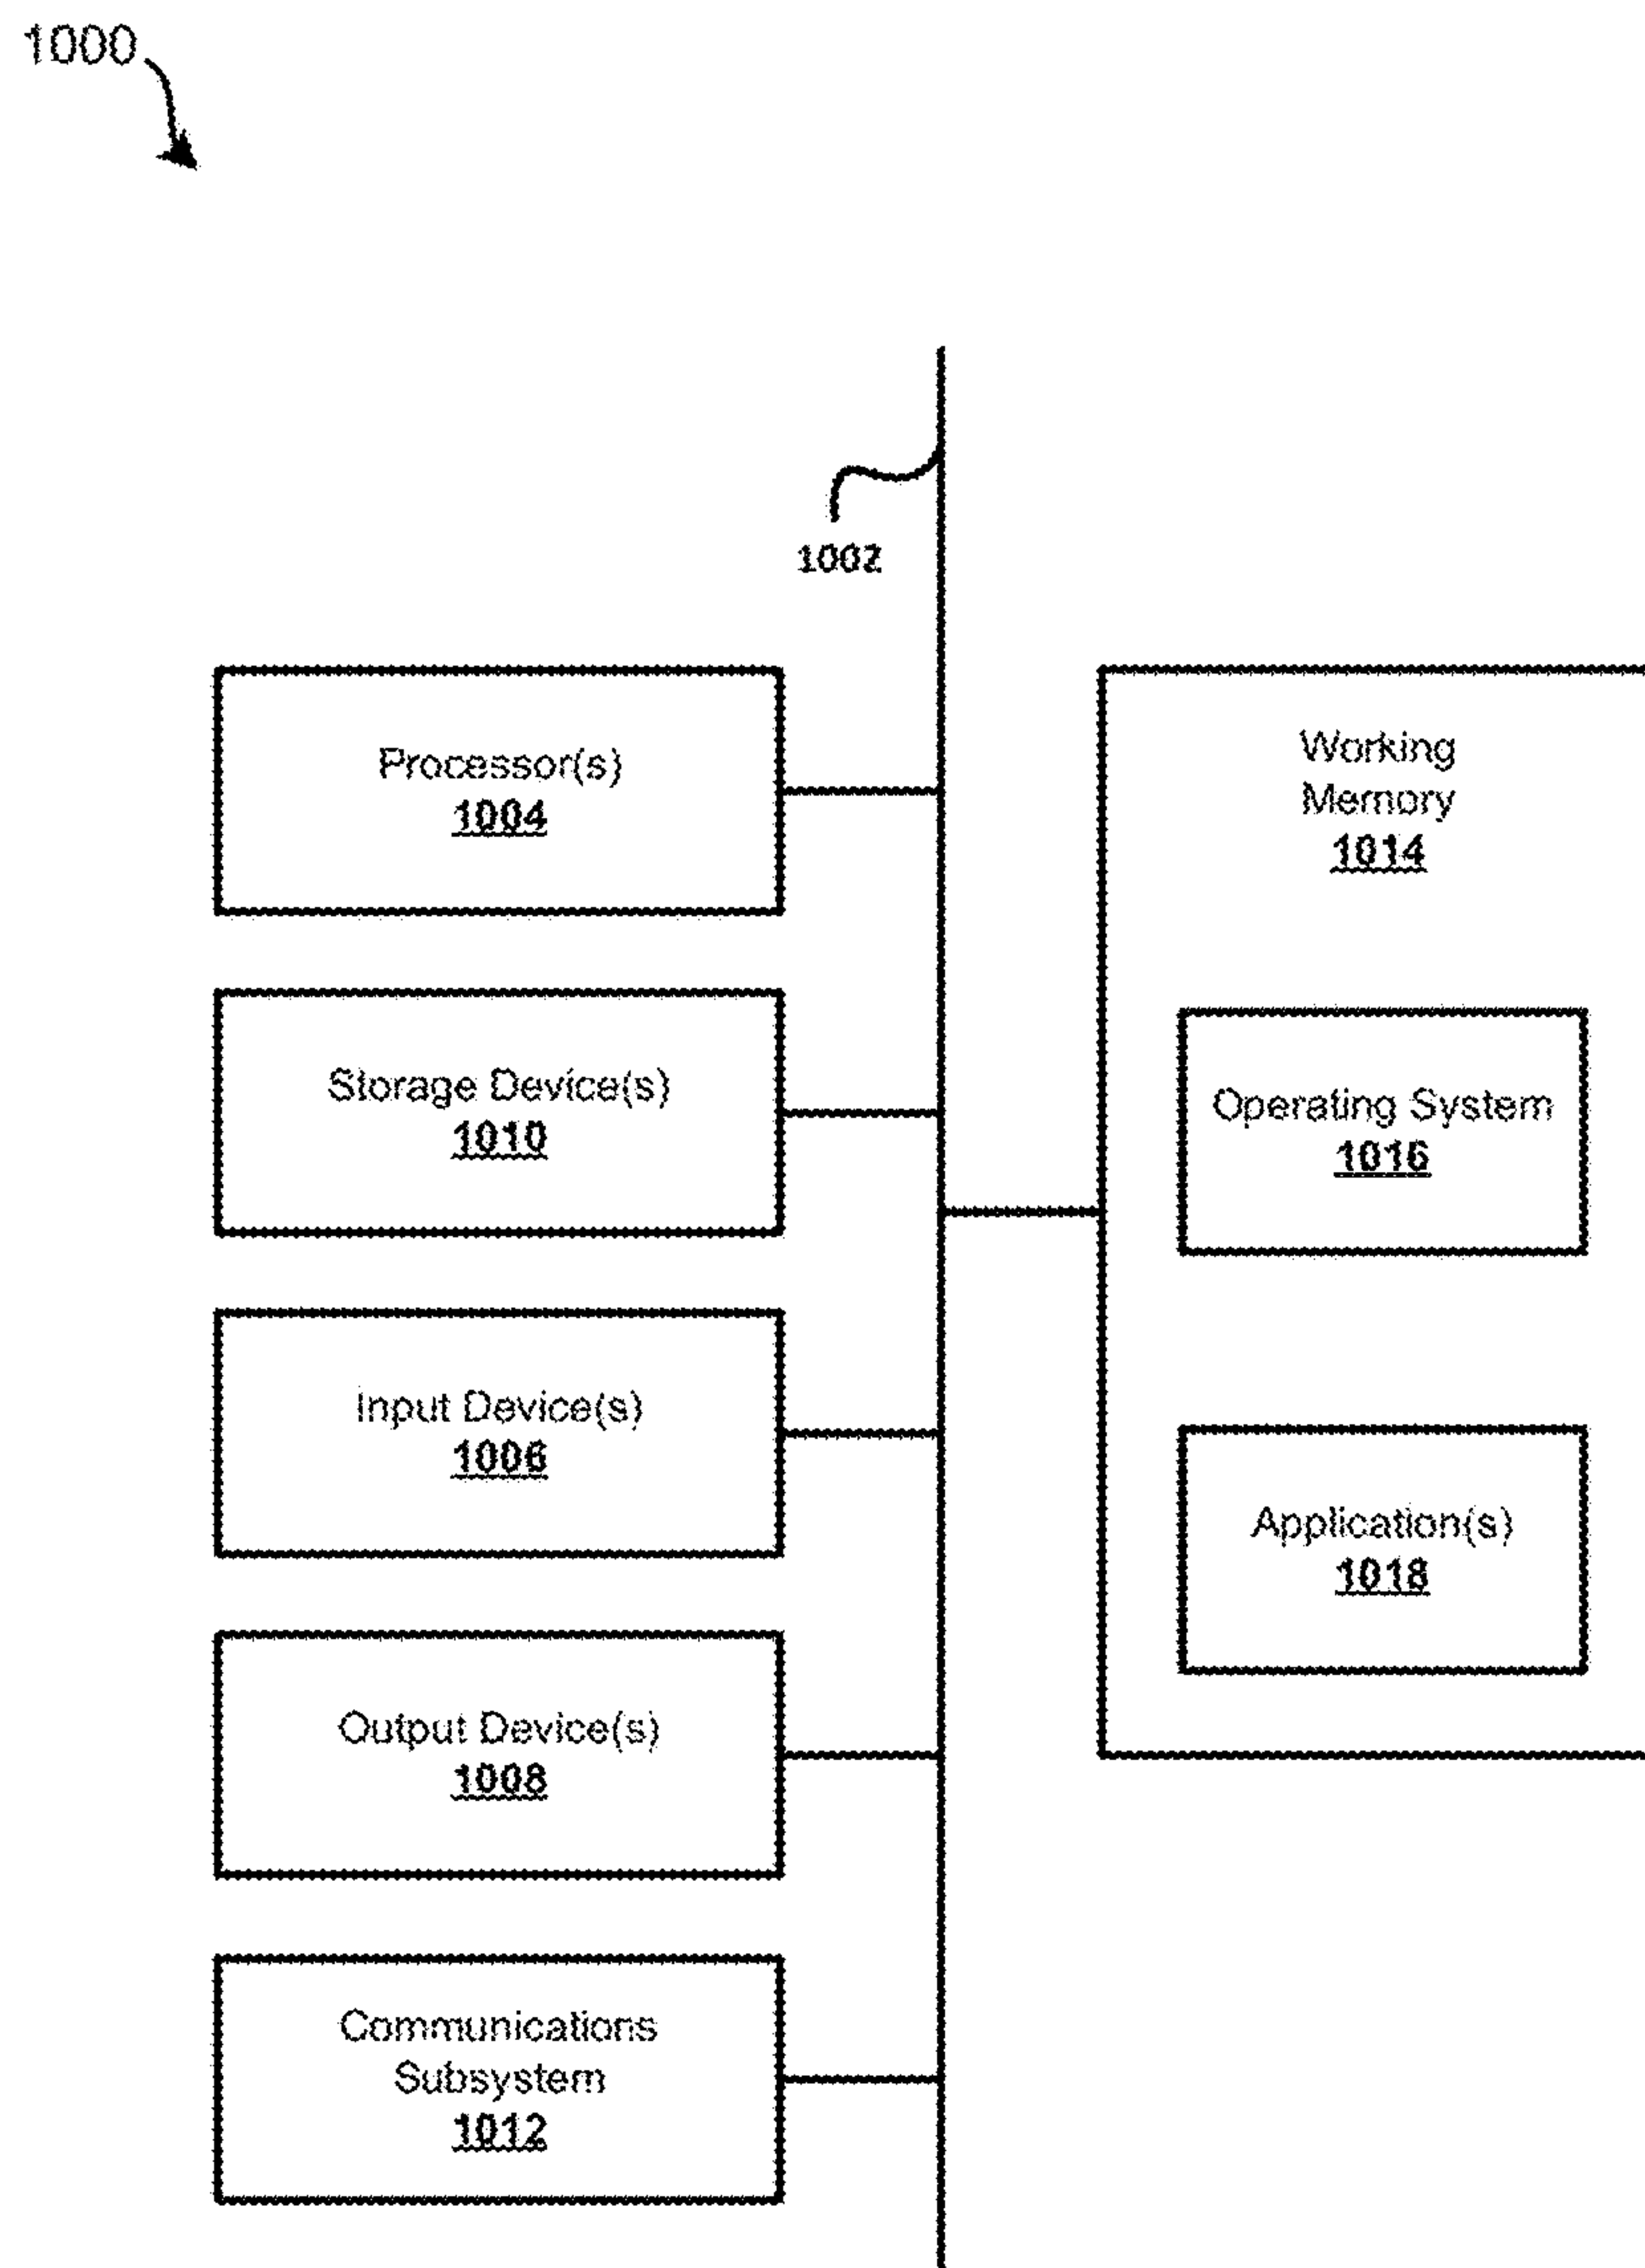 1000
1002
Processor(s)
1004
Storage Device(s)
1010
Input Device(s)
1006
Output Device(s)
1008
Communications
Subsystem
1012
Working
Memory
1014
Operating System
1016
Application(s)
1018